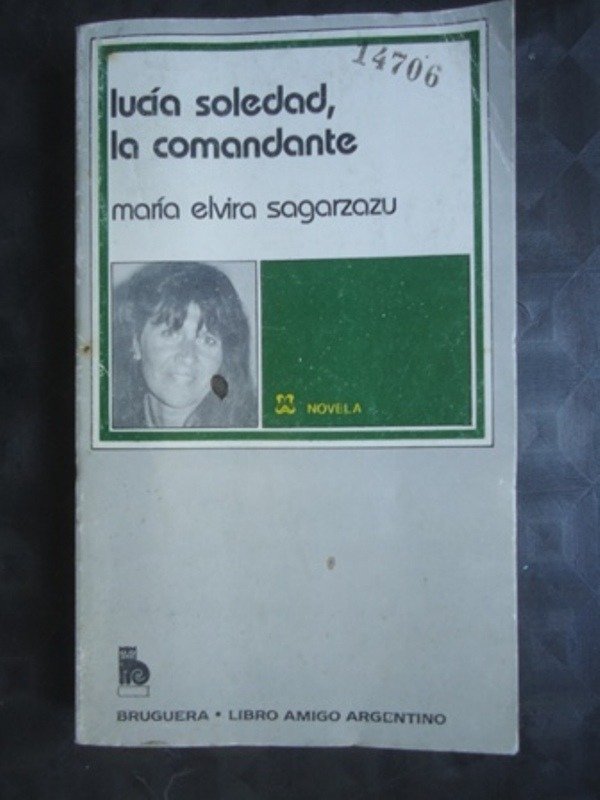 14706
lucía soledad,
la comandante
maría elvira sagarzazu
NOVELA
BRUGUERA • LIBRO AMIGO ARGENTINO